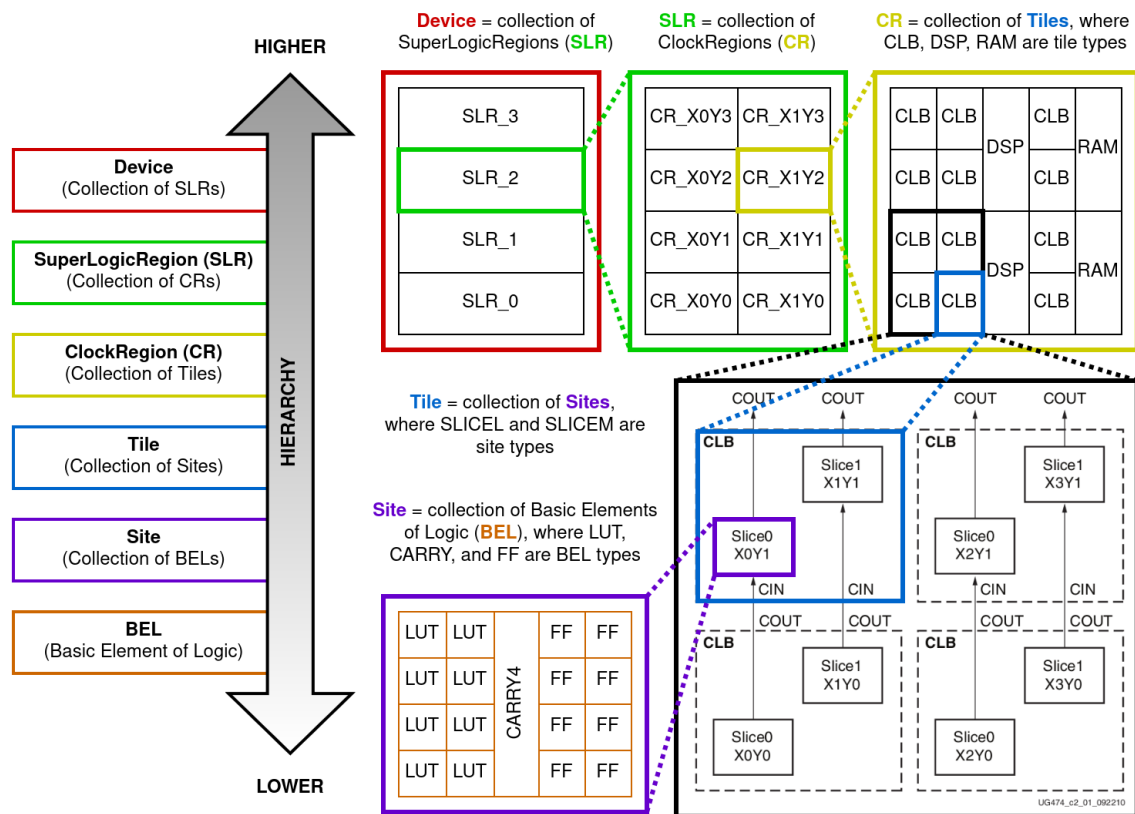 HIGHER
Device
(Collection of SLRs)
SuperLogicRegion (SLR)
(Collection of CRs)
ClockRegion (CR)
(Collection of Tiles)
Tile
(Collection of Sites)
Site
(Collection of BELs)
BEL
(Basic Element of Logic)
HIERARCHY
LOWER
Device = collection of
SuperLogicRegions (SLR)
SLR_3
SLR_2
SLR_1
SLR_0
SLR = collection of
ClockRegions (CR)
CR_X0Y3 CR_X1Y3
CR_X0Y2 CR_X1Y2
CR_X0Y1 CR_X1Y1
CR_X0Y0 CR_X1Y0
CR = collection of Tiles, where
CLB, DSP, RAM are tile types
CLB CLB CLB
DSP RAM
CLB CLB CLB
CLB CLB CLB
DSP RAM
CLB CLB CLB
Tile = collection of Sites,
where SLICEL and SLICEM are
site types
Site = collection of Basic Elements
of Logic (BEL), where LUT,
CARRY, and FF are BEL types
LUT LUT FF FF
LUT LUT FF FF
CARRY4
LUT LUT FF FF
LUT LUT FF FF
COUT COUT COUT COUT
CLB CLB
Slice1
X1Y1
Slice1
X3Y1
Slice0
X0Y1
Slice0
X2Y1
CIN CIN CIN CIN
COUT COUT COUT COUT
CLB CLB
Slice1
X1Y0
Slice1
X3Y0
Slice0
X0Y0
Slice0
X2Y0
UG474_c2_01_092210